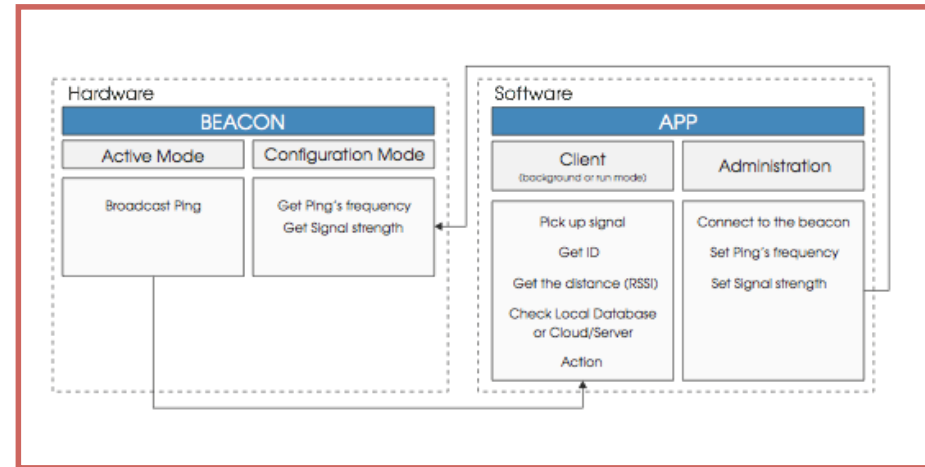 Hardware
BEACON
Active Mode
Configuration Mode
Broadcast Ping
Get Ping's frequency
Get Signal strength
Software
APP
Client
(background or run mode)
Administration
Pick up signal
Get ID
Get the distance (RSSI)
Check Local Database
or Cloud/Server
Action
Connect to the beacon
Set Ping's frequency
Set Signal strength